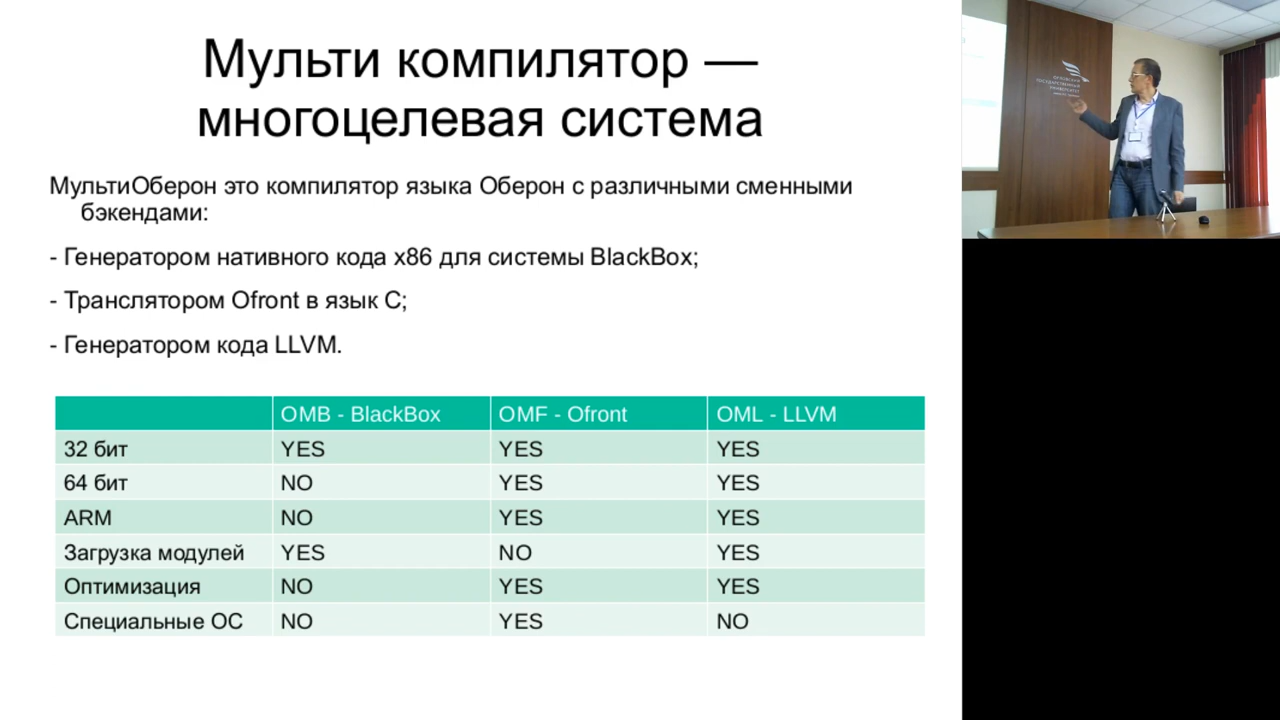 Мульти компилятор —
многоцелевая система
МультиОберон это компилятор языка Оберон с различными сменными
бэкендами:
- Генератором нативного кода x86 для системы BlackBox;
- Транслятором Ofront в язык C;
- Генератором кода LLVM.
OMB - BlackBox OMF - Ofront OML - LLVM
32 бит YES YES YES
64 бит NO YES YES
ARM NO YES YES
Загрузка модулей YES NO YES
Оптимизация NO YES YES
Специальные ОС NO YES NO
ОРЛОВСКИЙ
ГОСУДАРСТВЕННЫЙ
УНИВЕРСИТЕТ